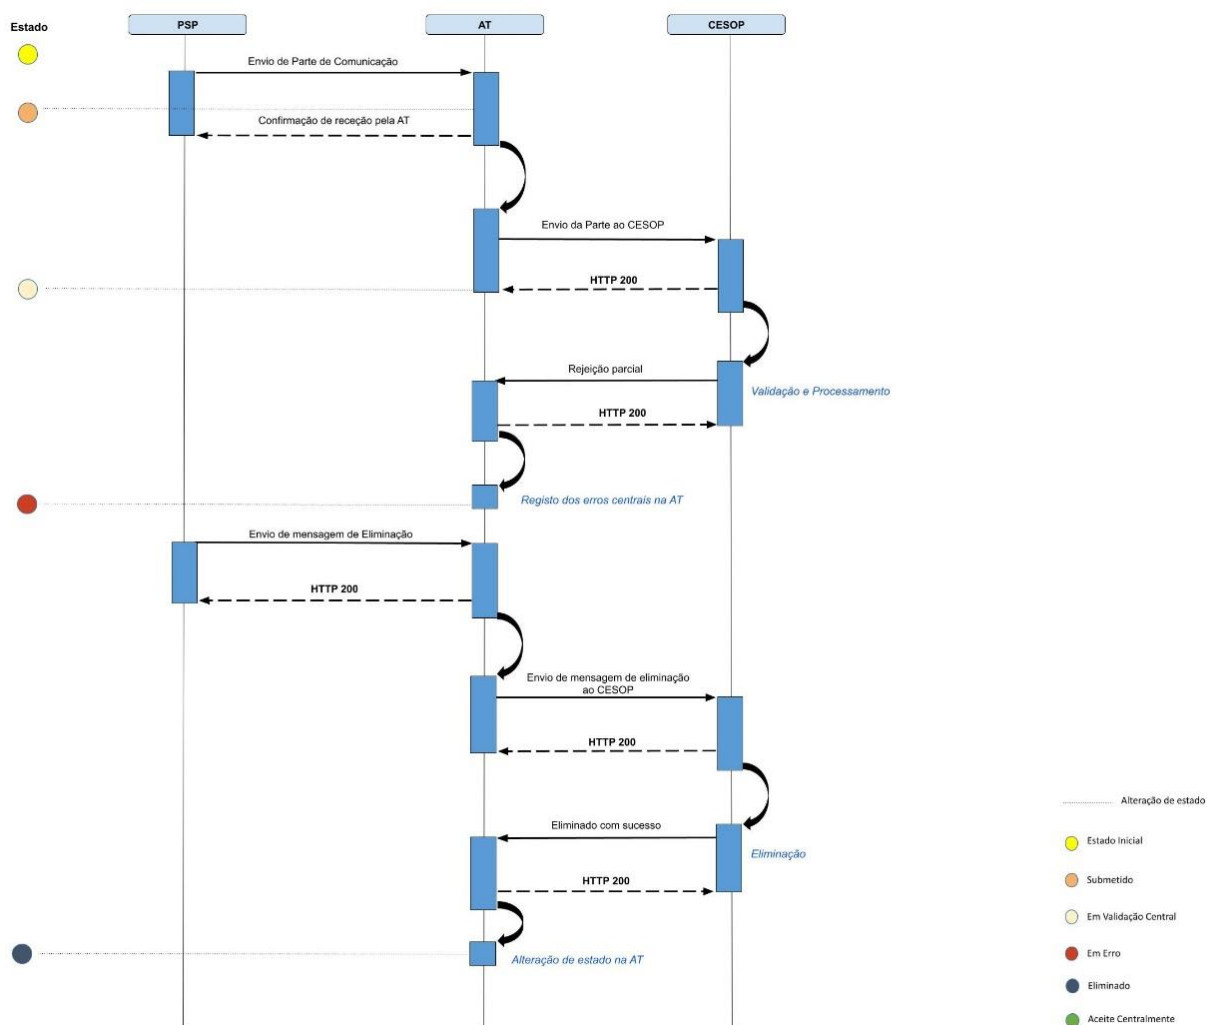 Estado
PSP
AT
CESOP
Envio de Parte de Comunicação
Confirmação de receção pela AT
Envio da Parte ao CESOP
HTTP 200
Rejeição parcial
Validação e Processamento
HTTP 200
Registo dos erros centrais na AT
Envio de mensagem de Eliminação
HTTP 200
Envio de mensagem de eliminação
ao CESOP
HTTP 200
Eliminado com sucesso
Eliminação
HTTP 200
Alteração de estado na AT
Alteração de estado
Estado Inicial
Submetido
Em Validação Central
Em Erro
Eliminado
Aceite Centralmente